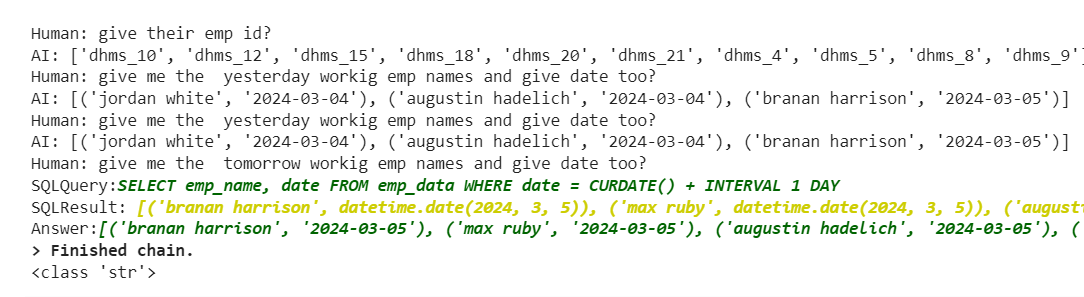 Human: give their emp id?
AI: ['dhms_10', 'dhms_12', 'dhms_15', 'dhms_18', 'dhms_20', 'dhms_21', 'dhms_4', 'dhms_5', 'dhms_8', 'dhms_9']
Human: give me the  yesterday workig emp names and give date too?
AI: [('jordan white', '2024-03-04'), ('augustin hadelich', '2024-03-04'), ('branan harrison', '2024-03-05')]
Human: give me the  yesterday workig emp names and give date too?
AI: [('jordan white', '2024-03-04'), ('augustin hadelich', '2024-03-04'), ('branan harrison', '2024-03-05')]
Human: give me the  tomorrow workig emp names and give date too?
SQLQuery:SELECT emp_name, date FROM emp_data WHERE date = CURDATE() + INTERVAL 1 DAY
SQLResult: [('branan harrison', datetime.date(2024, 3, 5)), ('max ruby', datetime.date(2024, 3, 5)), ('august
Answer:[('branan harrison', '2024-03-05'), ('max ruby', '2024-03-05'), ('augustin hadelich', '2024-03-05'), (
> Finished chain.
<class 'str'>